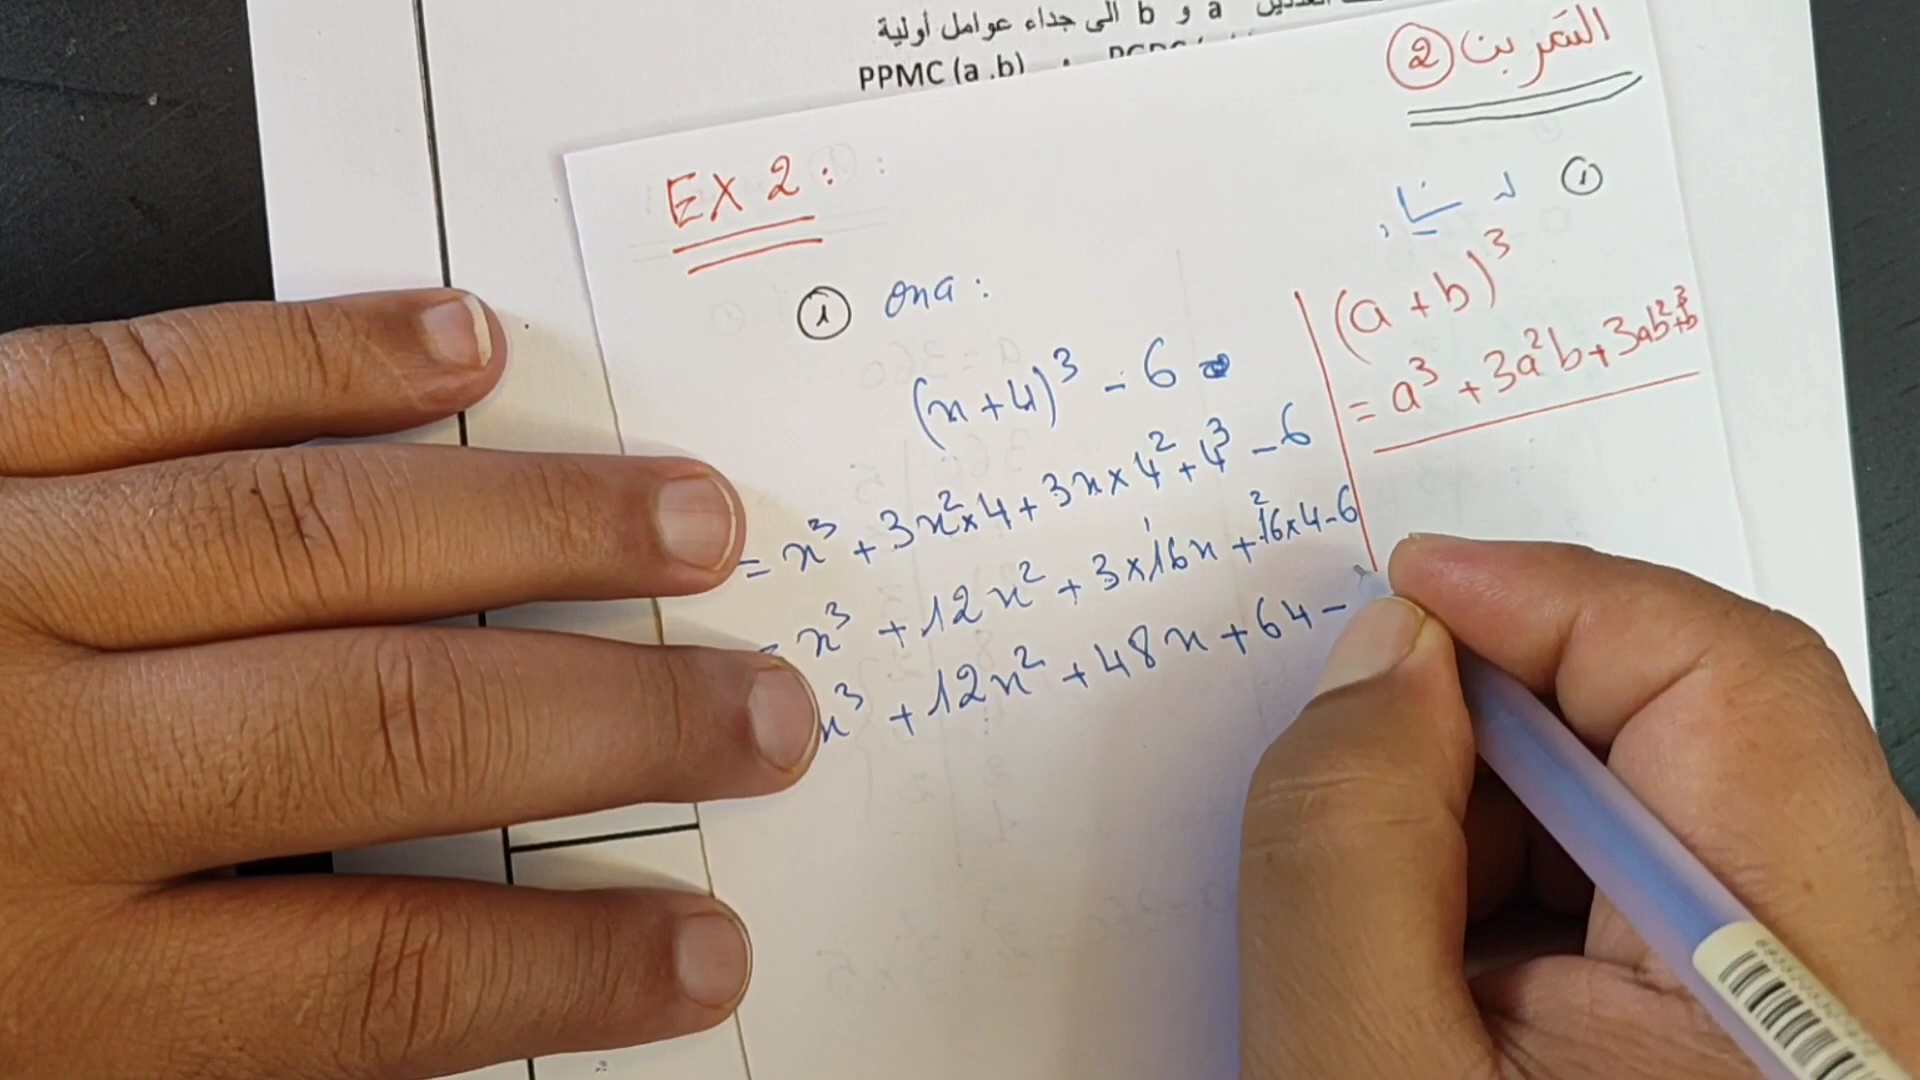 a و b الى جداء عوامل أولية
PPMC (a ,b)
التمرين ②
EX 2 :
① لدينا :
① on a :
(a + b)³
= a³ + 3a²b + 3ab² + b³
(x + 4)³ - 6
= x³ + 3x² × 4 + 3x × 4² + 4³ - 6
= x³ + 12x² + 3 × 16x + 16 × 4 - 6
x³ + 12x² + 48x + 64 -